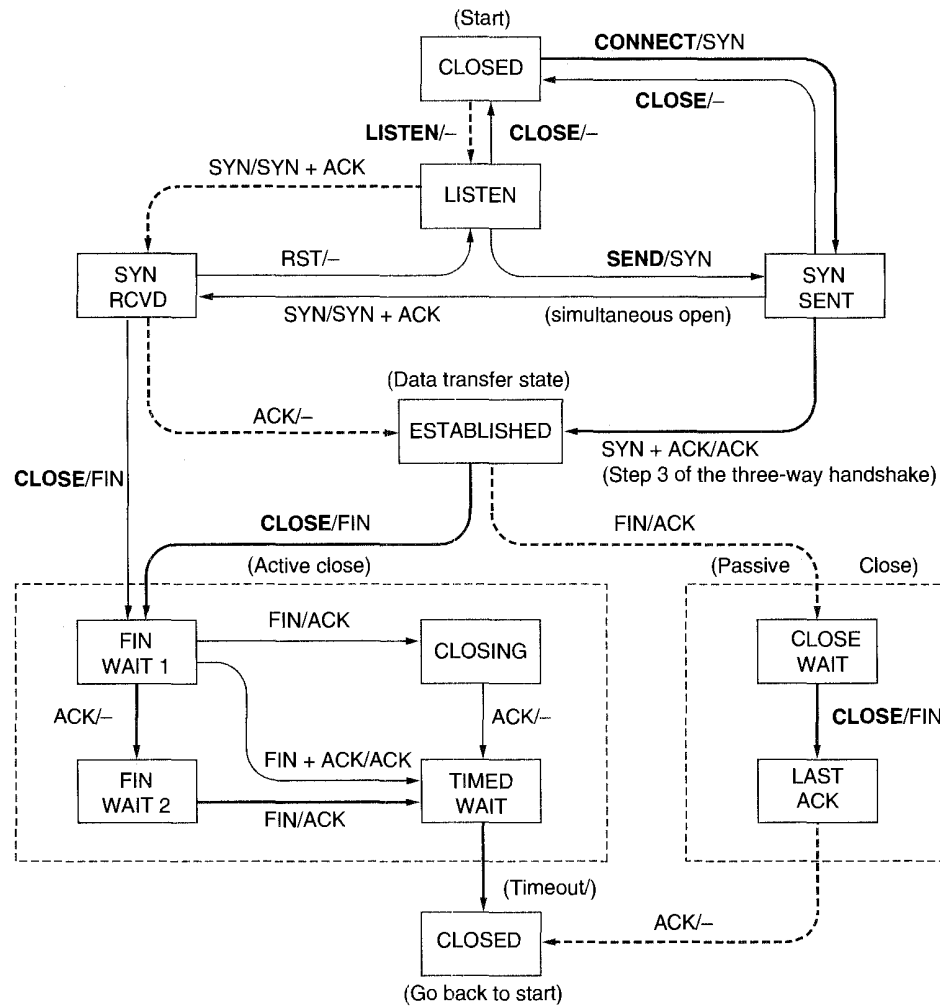 (Start)
CONNECT/SYN
CLOSED
CLOSE/–
LISTEN/–
CLOSE/–
SYN/SYN + ACK
LISTEN
SYN
RCVD
RST/–
SEND/SYN
SYN
SENT
SYN/SYN + ACK
(simultaneous open)
(Data transfer state)
ACK/–
ESTABLISHED
SYN + ACK/ACK
(Step 3 of the three-way handshake)
CLOSE/FIN
CLOSE/FIN
FIN/ACK
(Active close)
(Passive
Close)
FIN
WAIT 1
FIN/ACK
CLOSING
CLOSE
WAIT
ACK/–
ACK/–
CLOSE/FIN
FIN + ACK/ACK
FIN
WAIT 2
FIN/ACK
TIMED
WAIT
LAST
ACK
(Timeout/)
CLOSED
ACK/–
(Go back to start)